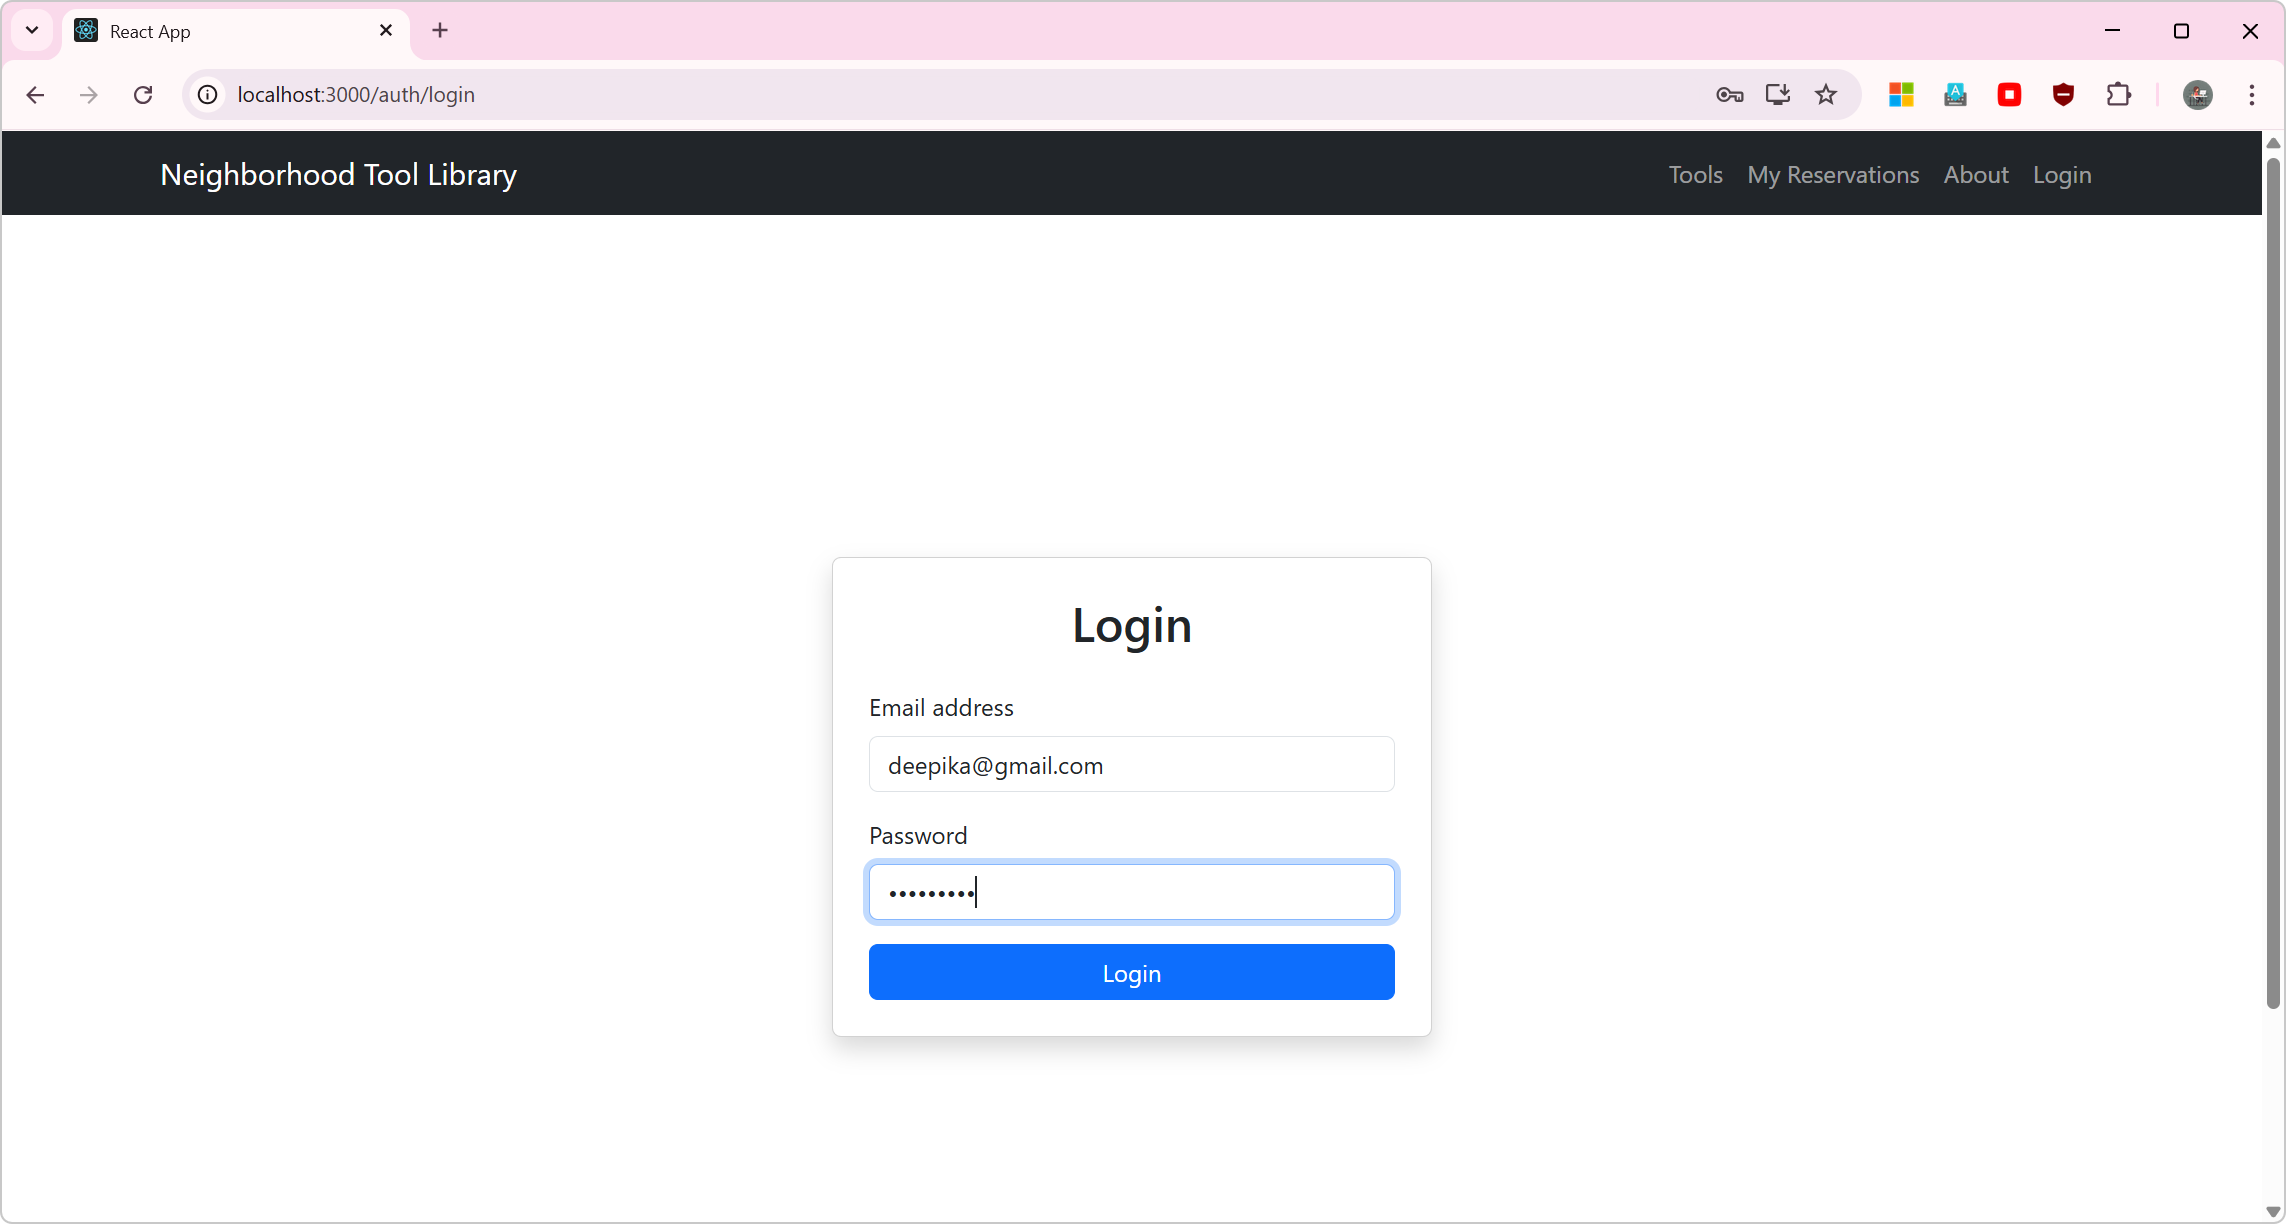 React App
localhost:3000/auth/login
Neighborhood Tool Library
Tools My Reservations About Login
Login
Email address
deepika@gmail.com
Password
•••••••••
Login